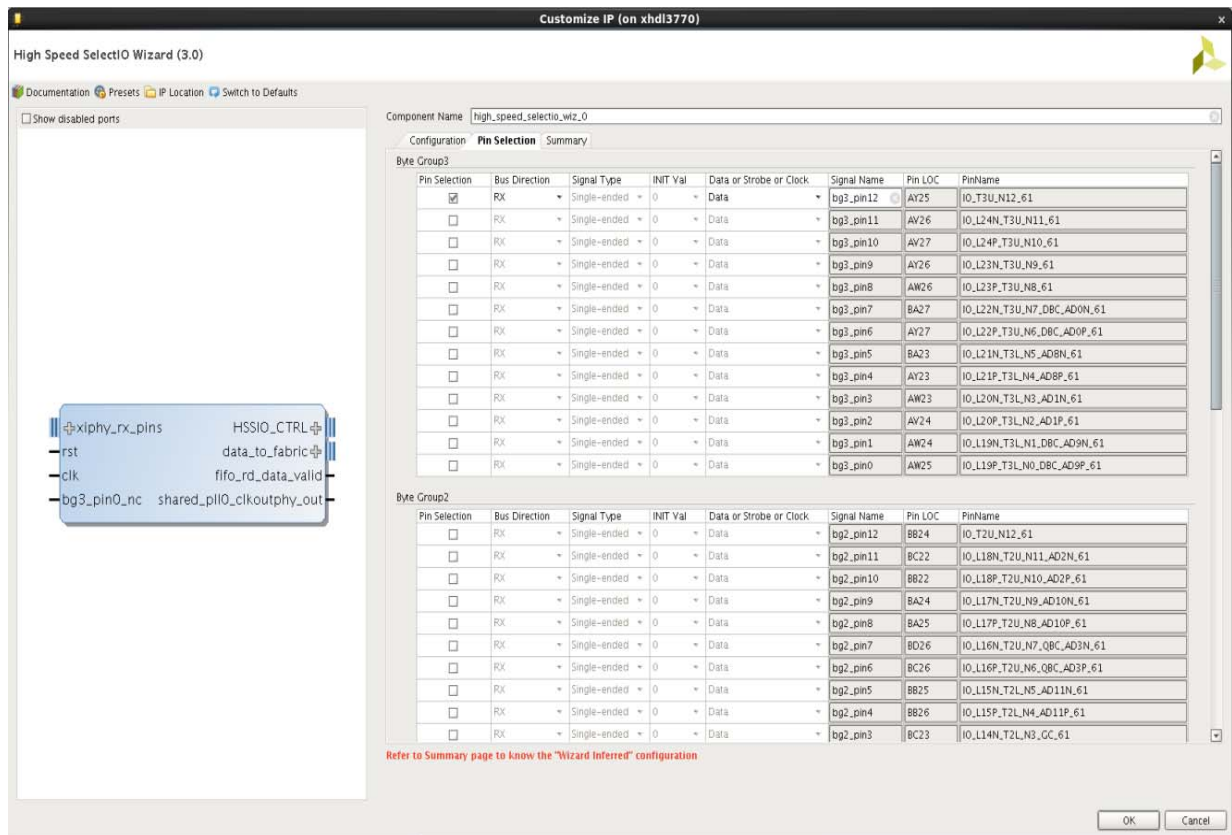 Customize IP (on xhdl3770)
High Speed SelectIO Wizard (3.0)
Documentation Presets IP Location Switch to Defaults
Show disabled ports
Component Name high_speed_selectio_wiz_0
Configuration Pin Selection Summary
Byte Group3
Pin Selection Bus Direction Signal Type INIT Val Data or Strobe or Clock Signal Name Pin LOC PinName
RX Single-ended 0 Data bg3_pin12 AY25 IO_T3U_N12_61
RX Single-ended 0 Data bg3_pin11 AV26 IO_L24N_T3U_N11_61
RX Single-ended 0 Data bg3_pin10 AV27 IO_L24P_T3U_N10_61
RX Single-ended 0 Data bg3_pin9 AY26 IO_L23N_T3U_N9_61
RX Single-ended 0 Data bg3_pin8 AW26 IO_L23P_T3U_N8_61
RX Single-ended 0 Data bg3_pin7 BA27 IO_L22N_T3U_N7_DBC_AD0N_61
RX Single-ended 0 Data bg3_pin6 AY27 IO_L22P_T3U_N6_DBC_AD0P_61
RX Single-ended 0 Data bg3_pin5 BA23 IO_L21N_T3L_N5_AD8N_61
RX Single-ended 0 Data bg3_pin4 AY23 IO_L21P_T3L_N4_AD8P_61
RX Single-ended 0 Data bg3_pin3 AW23 IO_L20N_T3L_N3_AD1N_61
RX Single-ended 0 Data bg3_pin2 AV24 IO_L20P_T3L_N2_AD1P_61
RX Single-ended 0 Data bg3_pin1 AW24 IO_L19N_T3L_N1_DBC_AD9N_61
RX Single-ended 0 Data bg3_pin0 AW25 IO_L19P_T3L_N0_DBC_AD9P_61
xiphy_rx_pins HSSIO_CTRL
rst data_to_fabric
clk fifo_rd_data_valid
bg3_pin0_nc shared_pll0_clkoutphy_out
Byte Group2
Pin Selection Bus Direction Signal Type INIT Val Data or Strobe or Clock Signal Name Pin LOC PinName
RX Single-ended 0 Data bg2_pin12 BB24 IO_T2U_N12_61
RX Single-ended 0 Data bg2_pin11 BC22 IO_L18N_T2U_N11_AD2N_61
RX Single-ended 0 Data bg2_pin10 BB22 IO_L18P_T2U_N10_AD2P_61
RX Single-ended 0 Data bg2_pin9 BA24 IO_L17N_T2U_N9_AD10N_61
RX Single-ended 0 Data bg2_pin8 BA25 IO_L17P_T2U_N8_AD10P_61
RX Single-ended 0 Data bg2_pin7 BD26 IO_L16N_T2U_N7_QBC_AD3N_61
RX Single-ended 0 Data bg2_pin6 BC26 IO_L16P_T2U_N6_QBC_AD3P_61
RX Single-ended 0 Data bg2_pin5 BB25 IO_L15N_T2L_N5_AD11N_61
RX Single-ended 0 Data bg2_pin4 BB26 IO_L15P_T2L_N4_AD11P_61
RX Single-ended 0 Data bg2_pin3 BC23 IO_L14N_T2L_N3_GC_61
Refer to Summary page to know the "Wizard Inferred" configuration
OK Cancel